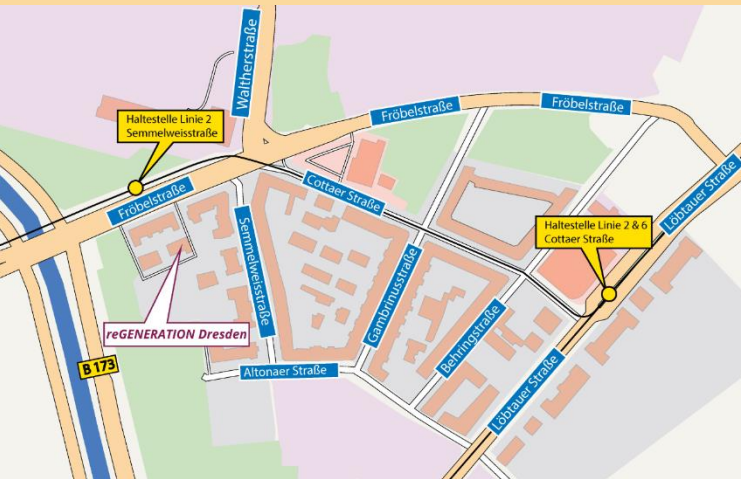 Waltherstraße
Haltestelle Linie 2
Semmelweisstraße
Fröbelstraße
Fröbelstraße
Fröbelstraße
Cottaer Straße
Löbtauer Straße
Haltestelle Linie 2 & 6
Cottaer Straße
Semmelweisstraße
Gambrinusstraße
reGENERATION Dresden
Behringstraße
B 173
Altonaer Straße
Löbtauer Straße